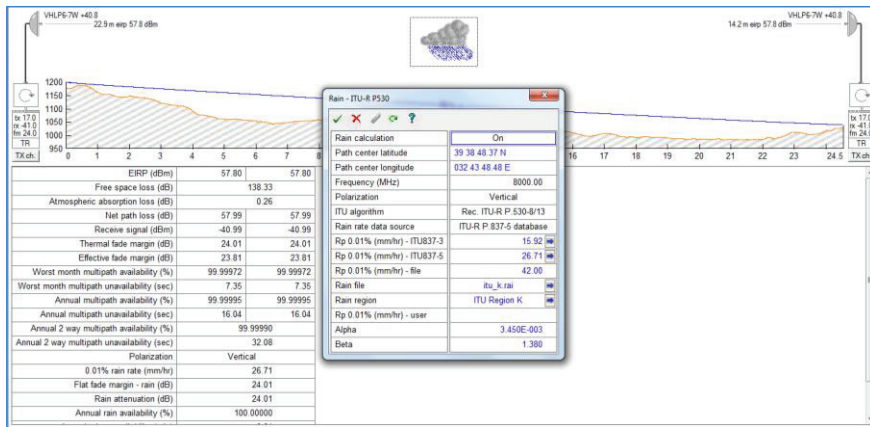 VHLP6-7W +40.8
22.9 m eirp 57.8 dBm
VHLP6-7W +40.8
14.2 m eirp 57.8 dBm
tx 17.0
rx -41.0
fm 24.0
TR
TX ch.
1200
1150
1100
1050
1000
950
0 1 2 3 4 5 6 7 8 16 17 18 19 20 21 22 23 24.5
tx 17.0
rx -41.0
fm 24.0
TR
TX ch.
EIRP (dBm) 57.80 57.80
Free space loss (dB) 138.33
Atmospheric absorption loss (dB) 0.26
Net path loss (dB) 57.99 57.99
Receive signal (dBm) -40.99 -40.99
Thermal fade margin (dB) 24.01 24.01
Effective fade margin (dB) 23.81 23.81
Worst month multipath availability (%) 99.99972 99.99972
Worst month multipath unavailability (sec) 7.35 7.35
Annual multipath availability (%) 99.99995 99.99995
Annual multipath unavailability (sec) 16.04 16.04
Annual 2 way multipath availability (%) 99.99990
Annual 2 way multipath unavailability (sec) 32.08
Polarization Vertical
0.01% rain rate (mm/hr) 26.71
Flat fade margin - rain (dB) 24.01
Rain attenuation (dB) 24.01
Annual rain availability (%) 100.00000
Rain - ITU-R P530
Rain calculation On
Path center latitude 39 38 48.37 N
Path center longitude 032 43 48.48 E
Frequency (MHz) 8000.00
Polarization Vertical
ITU algorithm Rec. ITU-R P.530-8/13
Rain rate data source ITU-R P.837-5 database
Rp 0.01% (mm/hr) - ITU837-3 15.92
Rp 0.01% (mm/hr) - ITU837-5 26.71
Rp 0.01% (mm/hr) - file 42.00
Rain file itu_k.rai
Rain region ITU Region K
Rp 0.01% (mm/hr) - user
Alpha 3.450E-003
Beta 1.380